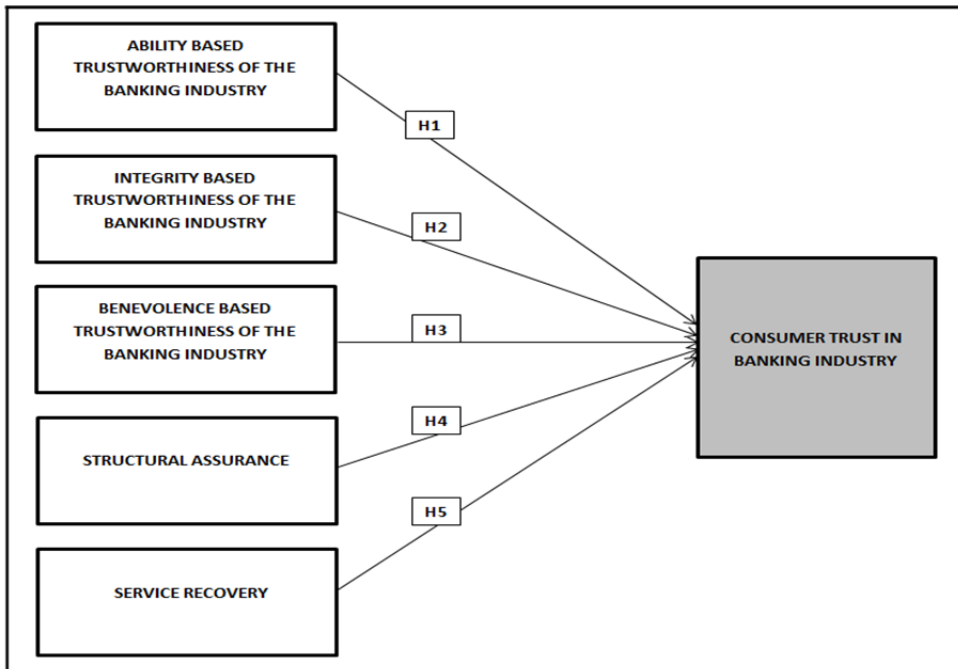 ABILITY BASED
TRUSTWORTHINESS OF THE
BANKING INDUSTRY
H1
INTEGRITY BASED
TRUSTWORTHINESS OF THE
BANKING INDUSTRY
H2
BENEVOLENCE BASED
TRUSTWORTHINESS OF THE
BANKING INDUSTRY
H3
CONSUMER TRUST IN
BANKING INDUSTRY
STRUCTURAL ASSURANCE
H4
SERVICE RECOVERY
H5